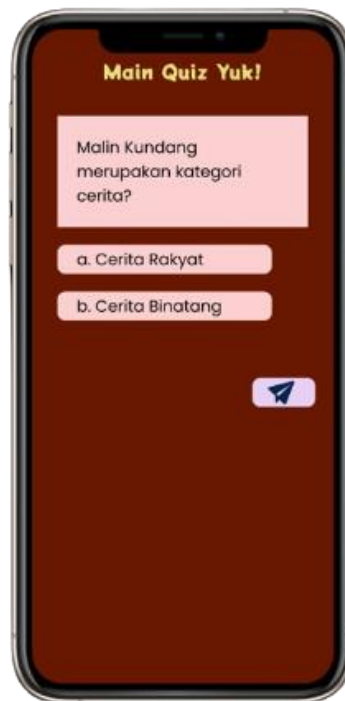 Main Quiz Yuk!
Malin Kundang
merupakan kategori
cerita?
a. Cerita Rakyat
b. Cerita Binatang